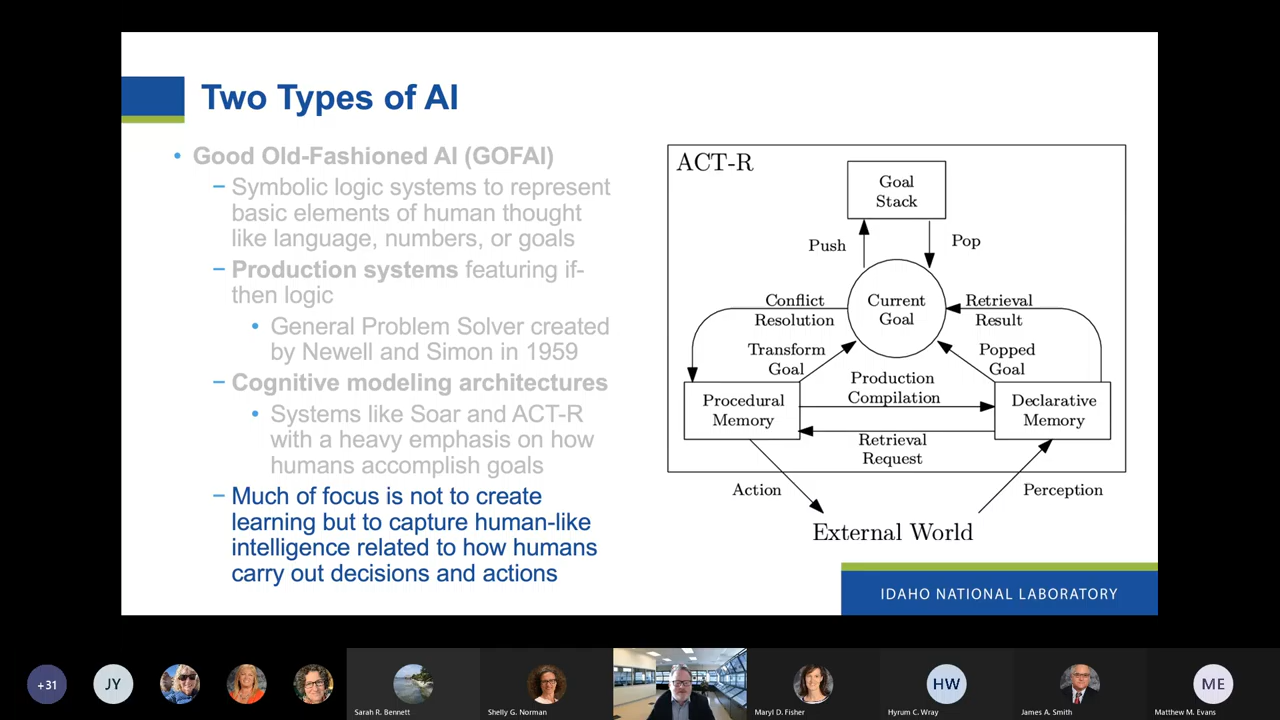 Two Types of AI
• Good Old-Fashioned AI (GOFAI)
– Symbolic logic systems to represent
basic elements of human thought
like language, numbers, or goals
– Production systems featuring if-
then logic
• General Problem Solver created
by Newell and Simon in 1959
– Cognitive modeling architectures
• Systems like Soar and ACT-R
with a heavy emphasis on how
humans accomplish goals
– Much of focus is not to create
learning but to capture human-like
intelligence related to how humans
carry out decisions and actions
ACT-R
Goal
Stack
Push
Pop
Conflict
Resolution
Current
Goal
Retrieval
Result
Transform
Goal
Popped
Goal
Production
Compilation
Procedural
Memory
Declarative
Memory
Retrieval
Request
Action
Perception
External World
IDAHO NATIONAL LABORATORY
+31
JY
Sarah R. Bennett
Shelly G. Norman
Maryl D. Fisher
HW
Hyrum C. Wray
James A. Smith
ME
Matthew M. Evans